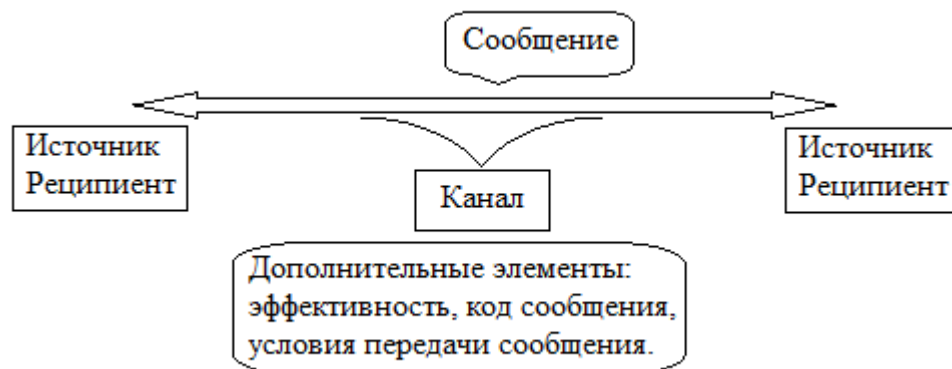 Сообщение
Источник
Реципиент
Канал
Источник
Реципиент
Дополнительные элементы:
эффективность, код сообщения,
условия передачи сообщения.